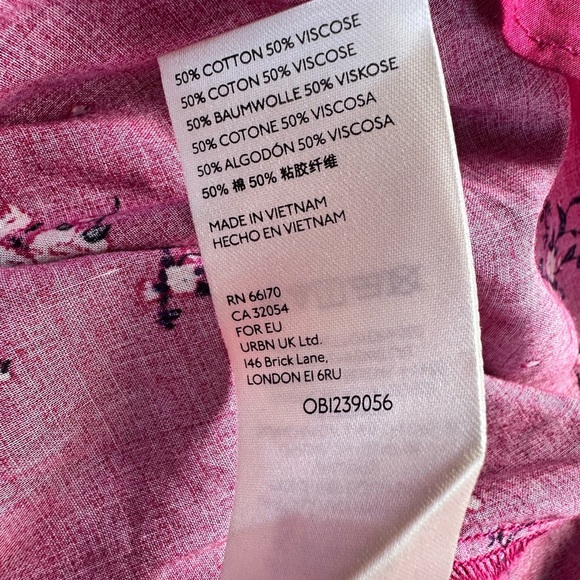 50% COTTON 50% VISCOSE
50% COTON 50% VISCOSE
50% BAUMWOLLE 50% VISKOSE
50% COTONE 50% VISCOSA
50% ALGODÓN 50% VISCOSA
50% 棉 50% 粘胶纤维
MADE IN VIETNAM
HECHO EN VIETNAM
RN 66170
CA 32054
FOR EU
URBN UK Ltd.
146 Brick Lane,
LONDON E1 6RU
OB1239056